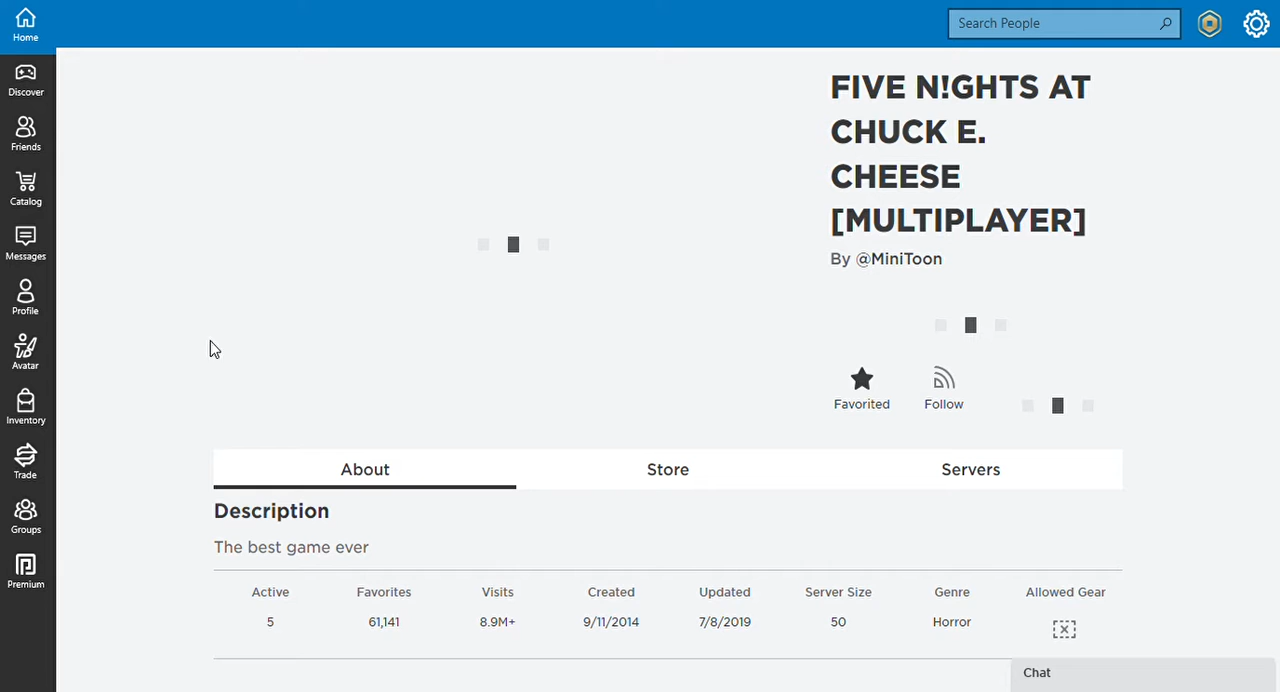 Home
Search People
Discover
Friends
Catalog
Messages
Profile
Avatar
Inventory
Trade
Groups
Premium
FIVE N!GHTS AT
CHUCK E.
CHEESE
[MULTIPLAYER]
By @MiniToon
Favorited Follow
About Store Servers
Description
The best game ever
Active Favorites Visits Created Updated Server Size Genre Allowed Gear
5 61,141 8.9M+ 9/11/2014 7/8/2019 50 Horror
Chat